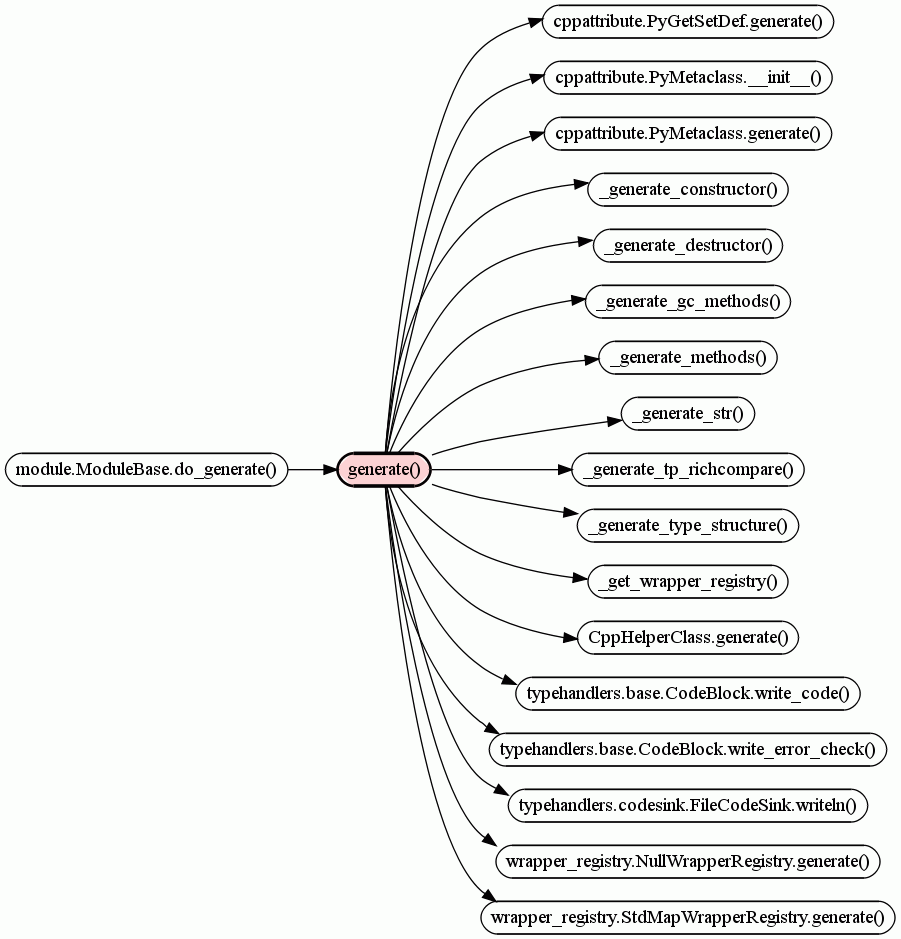 cppattribute.PyGetSetDef.generate()
cppattribute.PyMetaclass.__init__()
cppattribute.PyMetaclass.generate()
_generate_constructor()
_generate_destructor()
_generate_gc_methods()
_generate_methods()
_generate_str()
module.ModuleBase.do_generate()
generate()
_generate_tp_richcompare()
_generate_type_structure()
_get_wrapper_registry()
CppHelperClass.generate()
typehandlers.base.CodeBlock.write_code()
typehandlers.base.CodeBlock.write_error_check()
typehandlers.codesink.FileCodeSink.writeln()
wrapper_registry.NullWrapperRegistry.generate()
wrapper_registry.StdMapWrapperRegistry.generate()